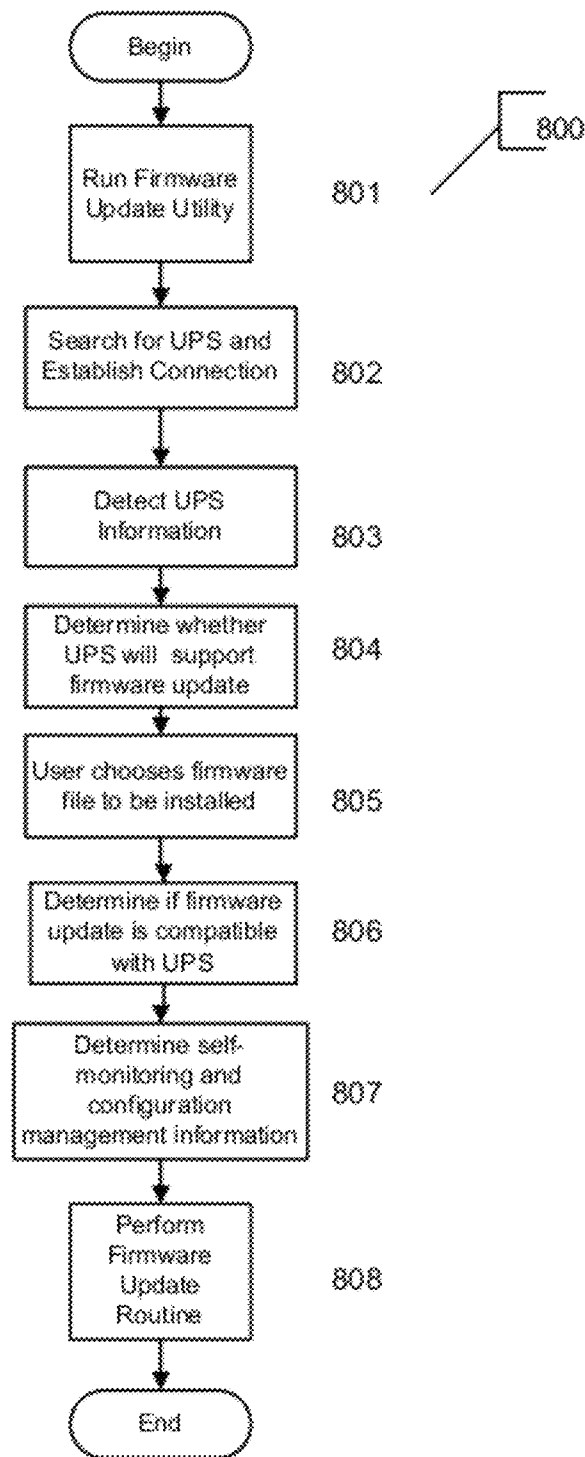 Begin
800
Run Firmware
Update Utility
801
Search for UPS and
Establish Connection
802
Detect UPS
Information
803
Determine whether
UPS will support
firmware update
804
User chooses firmware
file to be installed
805
Determine if firmware
update is compatible
with UPS
806
Determine self-
monitoring and
configuration
management information
807
Perform
Firmware
Update
Routine
808
End